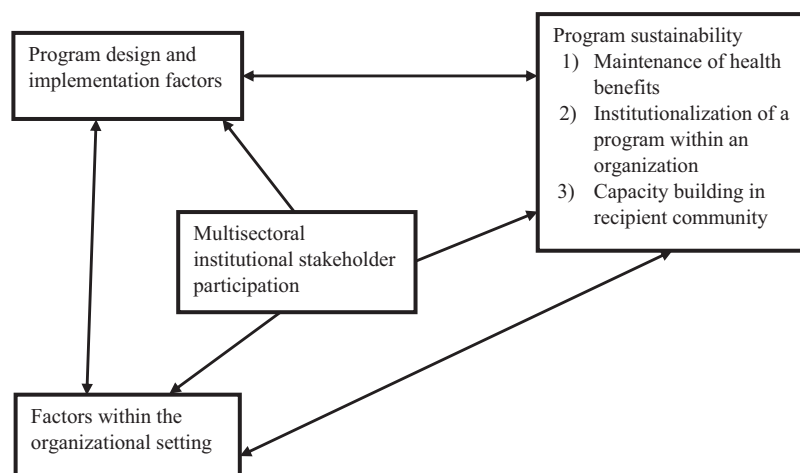 Program design and
implementation factors
Program sustainability
1) Maintenance of health
benefits
2) Institutionalization of a
program within an
organization
3) Capacity building in
recipient community
Multisectoral
institutional stakeholder
participation
Factors within the
organizational setting